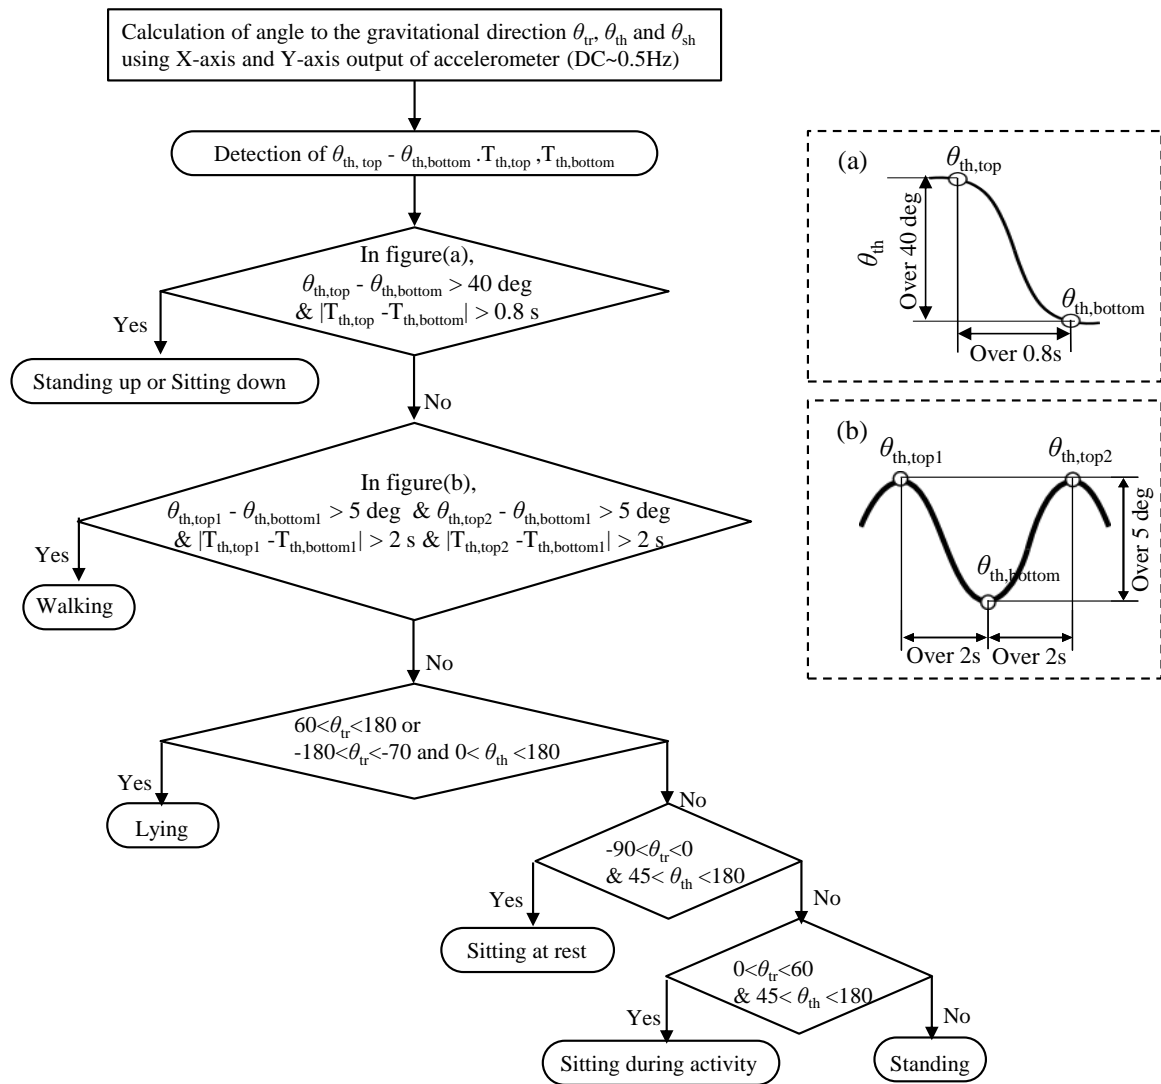 Calculation of angle to the gravitational direction θtr, θth and θsh
using X-axis and Y-axis output of accelerometer (DC~0.5Hz)
Detection of θth, top - θth,bottom .Tth,top ,Tth,bottom
In figure(a),
θth,top - θth,bottom > 40 deg
& |Tth,top -Tth,bottom| > 0.8 s
Yes
Standing up or Sitting down
No
In figure(b),
θth,top1 - θth,bottom1 > 5 deg & θth,top2 - θth,bottom1 > 5 deg
& |Tth,top1 -Tth,bottom1| > 2 s & |Tth,top2 -Tth,bottom1| > 2 s
Yes
Walking
No
60<θtr<180 or
-180<θtr<-70 and 0< θth <180
Yes
Lying
No
-90<θtr<0
& 45< θth <180
Yes
Sitting at rest
No
0<θtr<60
& 45< θth <180
Yes
Sitting during activity
No
Standing
(a)
θth,top
θth
Over 40 deg
θth,bottom
Over 0.8s
(b)
θth,top1
θth,top2
Over 5 deg
θth,bottom
Over 2s
Over 2s